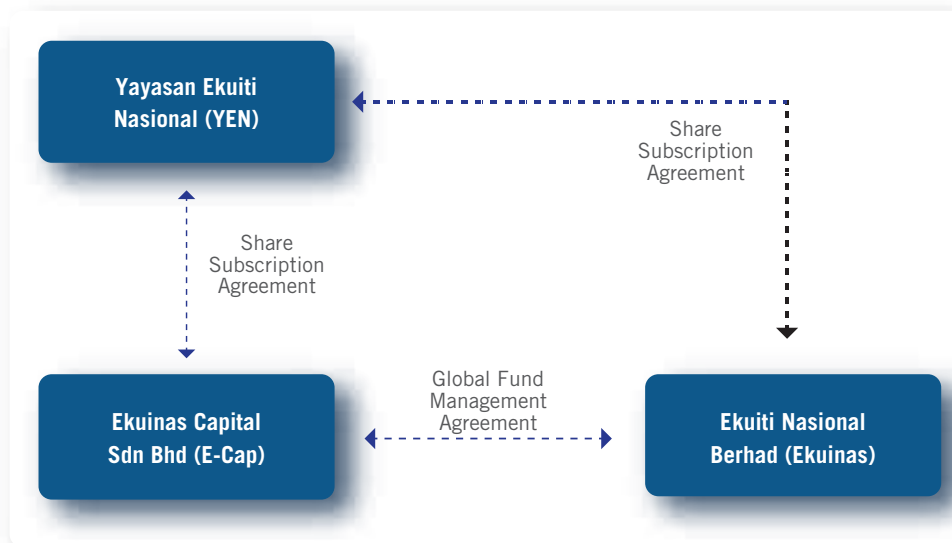 Yayasan Ekuiti
Nasional (YEN)
Share
Subscription
Agreement
Share
Subscription
Agreement
Ekuinas Capital
Sdn Bhd (E-Cap)
Global Fund
Management
Agreement
Ekuiti Nasional
Berhad (Ekuinas)